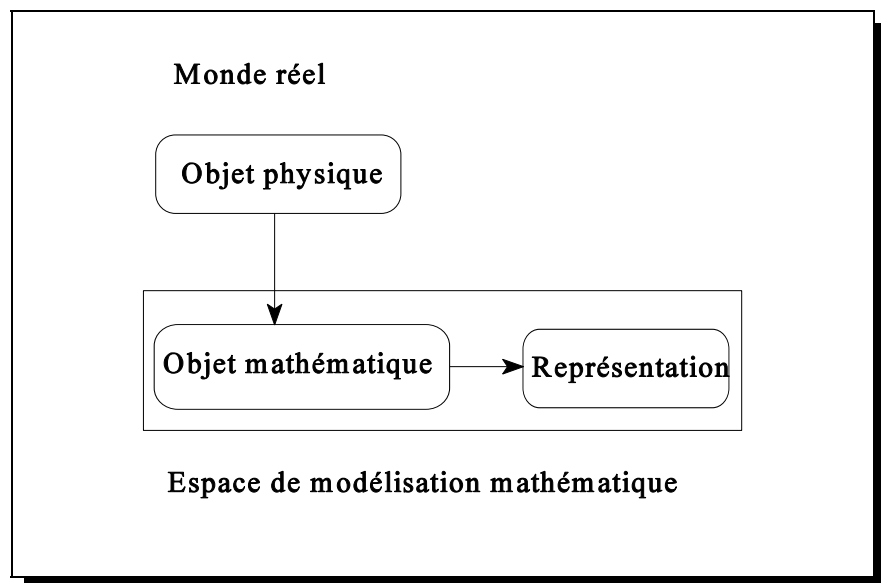 Monde réel
Objet physique
Objet mathématique
Représentation
Espace de modélisation mathématique